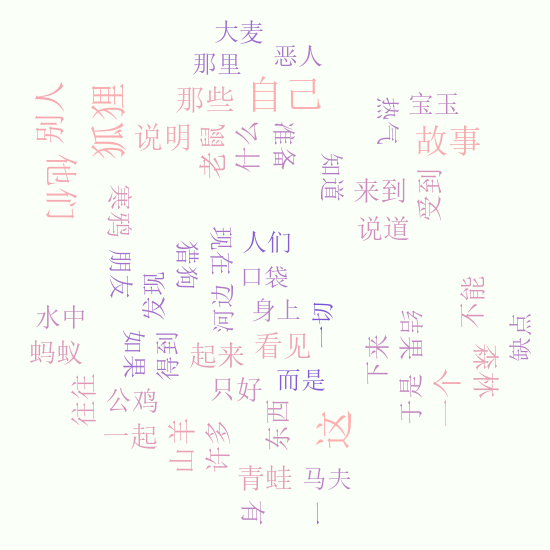 大麦
那里
恶人
别人
狐狸
那些
自己
热气
宝玉
说明
老鼠
什么
准备
故事
他们
知道
来到
受到
寒鸦
说道
朋友
发现
猎狗
现在
人们
口袋
河边
身上
一切
不能
水中
蚂蚁
如果
得到
起来
看见
下来
缺点
而是
只好
森林
一个
于是
往往
公鸡
一起
山羊
许多
东西
这
青蛙
马夫
有
一